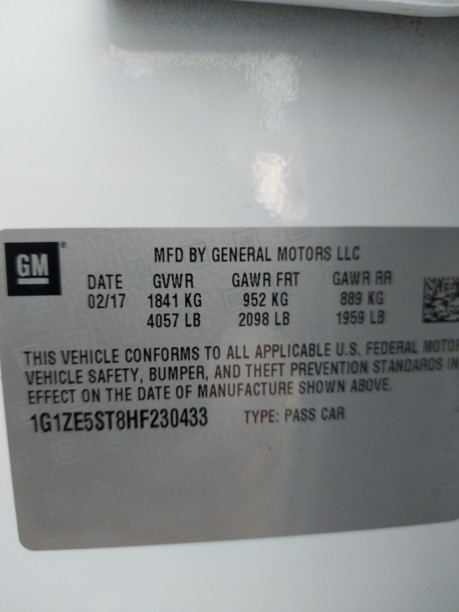 GM ®
MFD BY GENERAL MOTORS LLC
DATE GVWR GAWR FRT GAWR RR
02/17 1841 KG 952 KG 889 KG
4057 LB 2098 LB 1959 LB
THIS VEHICLE CONFORMS TO ALL APPLICABLE U.S. FEDERAL MOTO
VEHICLE SAFETY, BUMPER, AND THEFT PREVENTION STANDARDS IN
EFFECT ON THE DATE OF MANUFACTURE SHOWN ABOVE.
1G1ZE5ST8HF230433 TYPE: PASS CAR